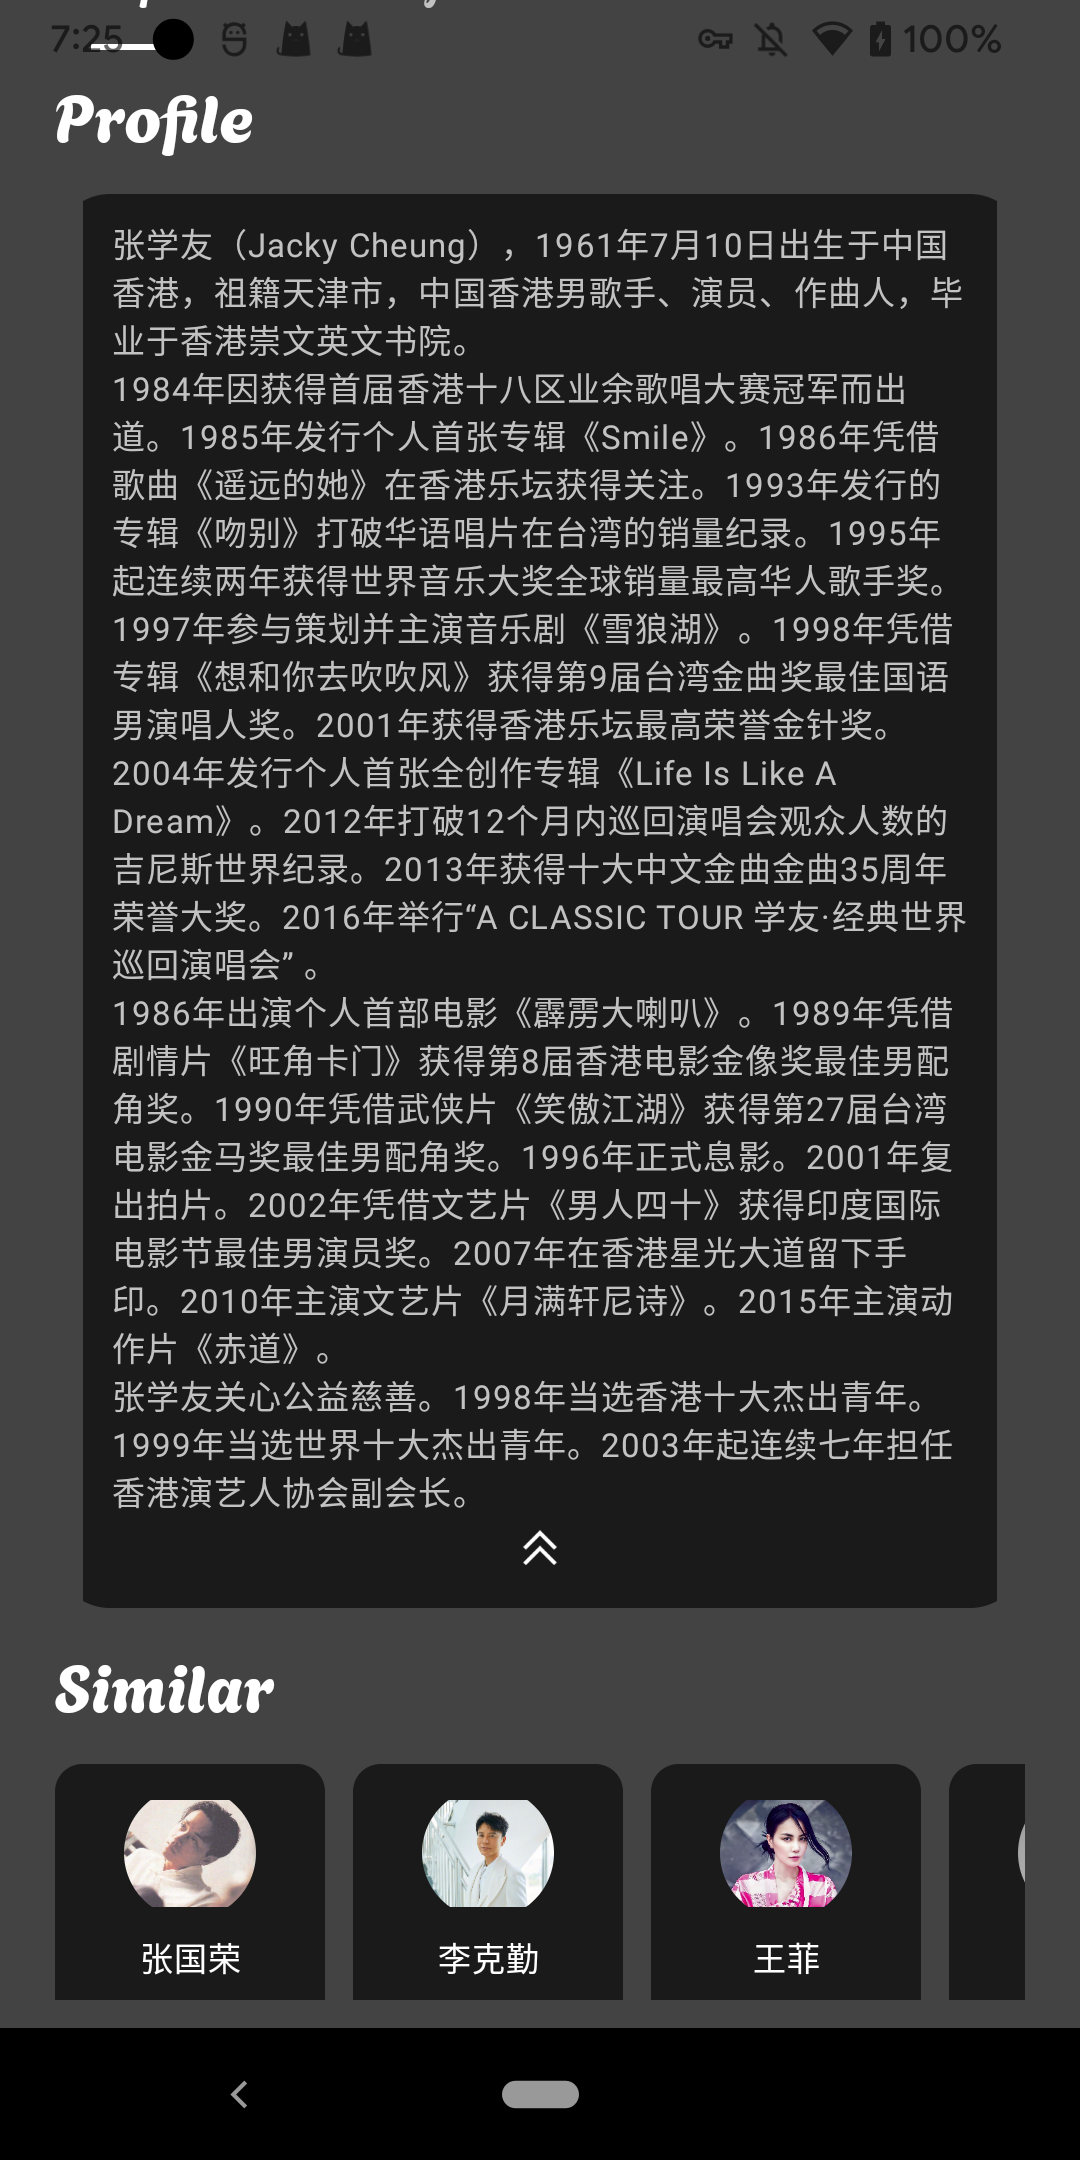 7:25
100%
Profile
张学友（Jacky Cheung），1961年7月10日出生于中国
香港，祖籍天津市，中国香港男歌手、演员、作曲人，毕
业于香港崇文英文书院。
1984年因获得首届香港十八区业余歌唱大赛冠军而出
道。1985年发行个人首张专辑《Smile》。1986年凭借
歌曲《遥远的她》在香港乐坛获得关注。1993年发行的
专辑《吻别》打破华语唱片在台湾的销量纪录。1995年
起连续两年获得世界音乐大奖全球销量最高华人歌手奖。
1997年参与策划并主演音乐剧《雪狼湖》。1998年凭借
专辑《想和你去吹吹风》获得第9届台湾金曲奖最佳国语
男演唱人奖。2001年获得香港乐坛最高荣誉金针奖。
2004年发行个人首张全创作专辑《Life Is Like A
Dream》。2012年打破12个月内巡回演唱会观众人数的
吉尼斯世界纪录。2013年获得十大中文金曲金曲35周年
荣誉大奖。2016年举行“A CLASSIC TOUR 学友·经典世界
巡回演唱会” 。
1986年出演个人首部电影《霹雳大喇叭》。1989年凭借
剧情片《旺角卡门》获得第8届香港电影金像奖最佳男配
角奖。1990年凭借武侠片《笑傲江湖》获得第27届台湾
电影金马奖最佳男配角奖。1996年正式息影。2001年复
出拍片。2002年凭借文艺片《男人四十》获得印度国际
电影节最佳男演员奖。2007年在香港星光大道留下手
印。2010年主演文艺片《月满轩尼诗》。2015年主演动
作片《赤道》。
张学友关心公益慈善。1998年当选香港十大杰出青年。
1999年当选世界十大杰出青年。2003年起连续七年担任
香港演艺人协会副会长。
Similar
张国荣
李克勤
王菲